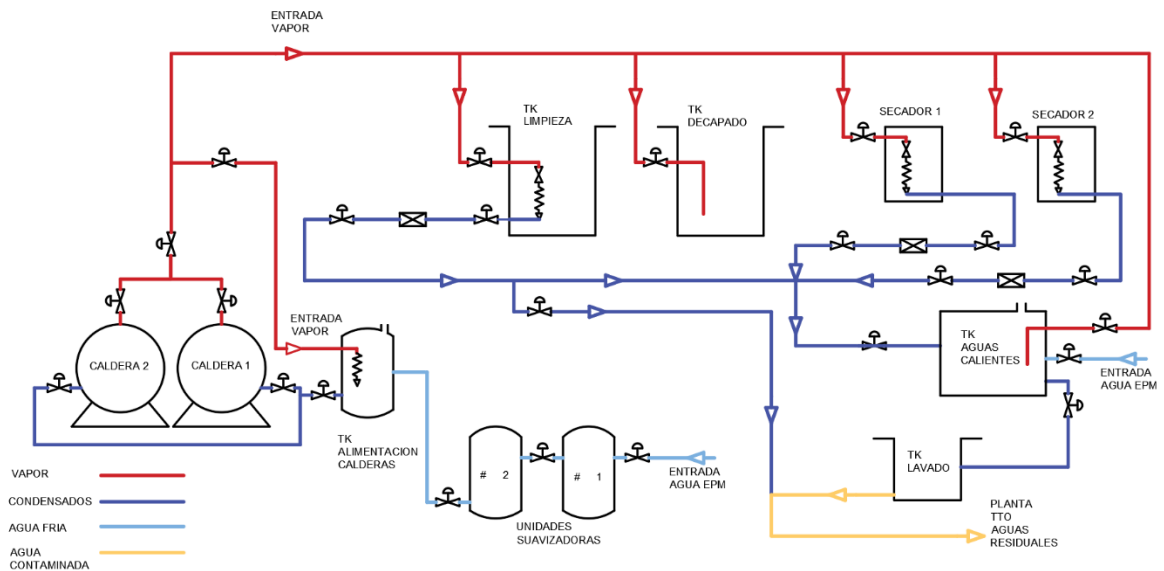 ENTRADA
VAPOR
TK
LIMPIEZA
TK
DECAPADO
SECADOR 1
SECADOR 2
ENTRADA
VAPOR
CALDERA 2
CALDERA 1
TK
AGUAS
CALIENTES
ENTRADA
AGUA EPM
TK
ALIMENTACION
CALDERAS
TK
LAVADO
# 2
# 1
ENTRADA
AGUA EPM
UNIDADES
SUAVIZADORAS
PLANTA
TTO
AGUAS
RESIDUALES
VAPOR
CONDENSADOS
AGUA FRIA
AGUA
CONTAMINADA